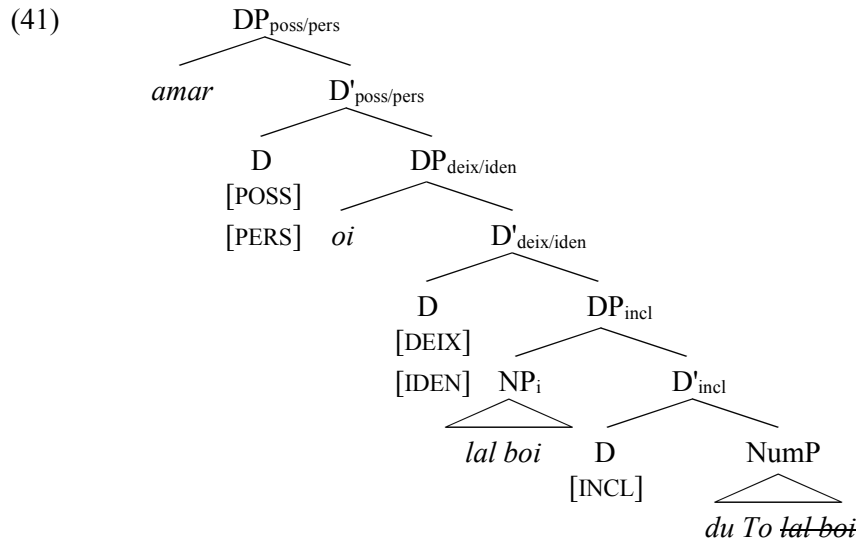 (41) DPposs/pers
amar D'poss/pers
D DPdeix/iden
[POSS]
[PERS] oi D'deix/iden
D DPincl
[DEIX]
[IDEN] NPi D'incl
lal boi D NumP
[INCL]
du To lal boi